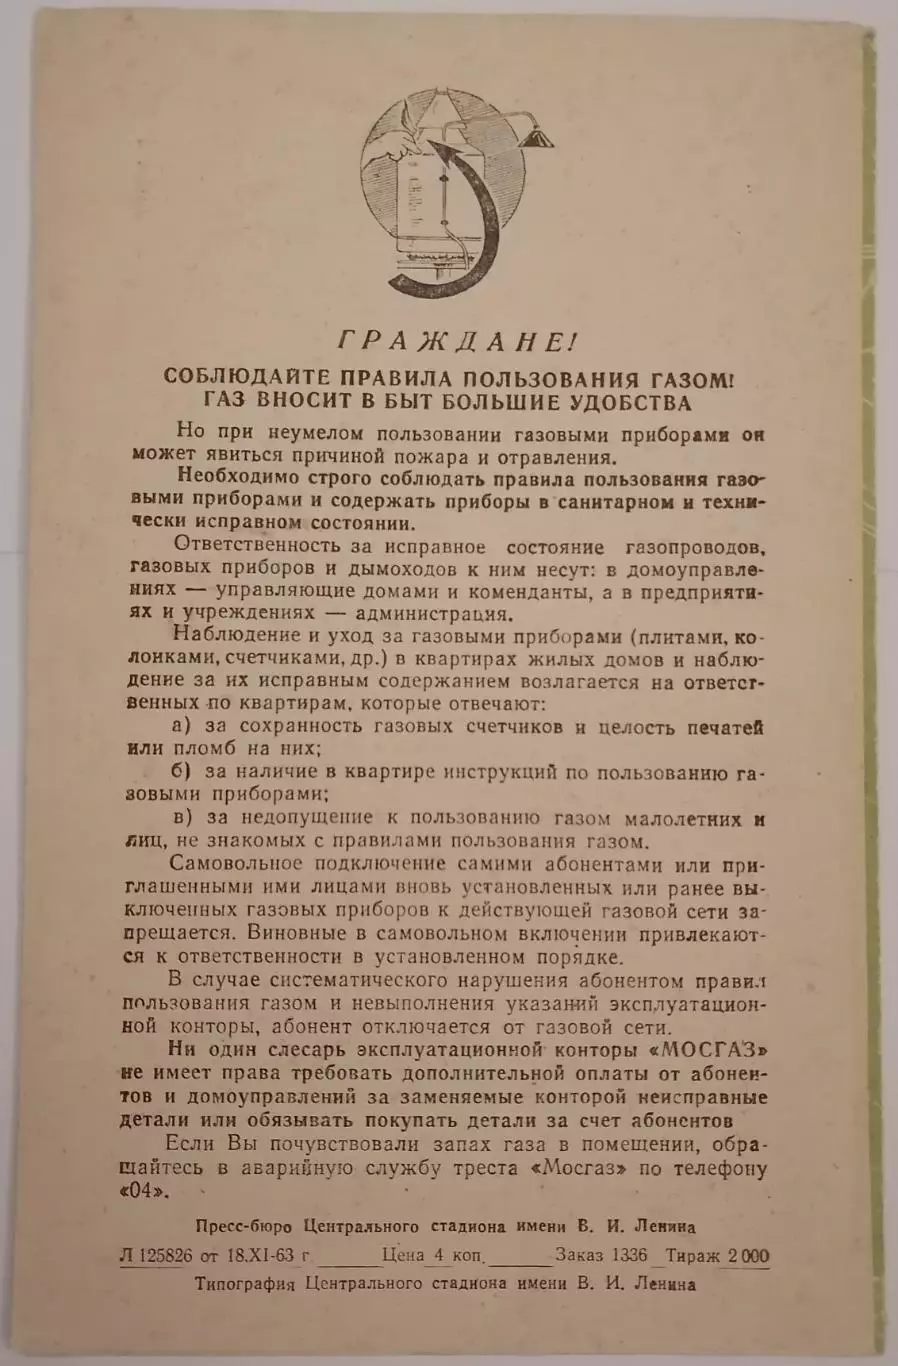 ГРАЖДАНЕ!
СОБЛЮДАЙТЕ ПРАВИЛА ПОЛЬЗОВАНИЯ ГАЗОМ!
ГАЗ ВНОСИТ В БЫТ БОЛЬШИЕ УДОБСТВА
Но при неумелом пользовании газовыми приборами он
может явиться причиной пожара и отравления.
Необходимо строго соблюдать правила пользования газо-
выми приборами и содержать приборы в санитарном и техни-
чески исправном состоянии.
Ответственность за исправное состояние газопроводов,
газовых приборов и дымоходов к ним несут: в домоуправле-
ниях — управляющие домами и коменданты, а в предприяти-
ях и учреждениях — администрация.
Наблюдение и уход за газовыми приборами (плитами, ко-
лонками, счетчиками, др.) в квартирах жилых домов и наблю-
дение за их исправным содержанием возлагается на ответст-
венных по квартирам, которые отвечают:
а) за сохранность газовых счетчиков и целость печатей
или пломб на них;
б) за наличие в квартире инструкций по пользованию га-
зовыми приборами;
в) за недопущение к пользованию газом малолетних и
лиц, не знакомых с правилами пользования газом.
Самовольное подключение самими абонентами или при-
глашенными ими лицами вновь установленных или ранее вы-
ключенных газовых приборов к действующей газовой сети за-
прещается. Виновные в самовольном включении привлекают-
ся к ответственности в установленном порядке.
В случае систематического нарушения абонентом правил
пользования газом и невыполнения указаний эксплуатацион-
ной конторы, абонент отключается от газовой сети.
Ни один слесарь эксплуатационной конторы «МОСГАЗ»
не имеет права требовать дополнительной оплаты от абонен-
тов и домоуправлений за заменяемые конторой неисправные
детали или обязывать покупать детали за счет абонентов
Если Вы почувствовали запах газа в помещении, обра-
щайтесь в аварийную службу треста «Мосгаз» по телефону
«04».
Пресс-бюро Центрального стадиона имени В. И. Ленина
Л 125826 от 18.XI-63 г. Цена 4 коп. Заказ 1336 Тираж 2 000
Типография Центрального стадиона имени В. И. Ленина